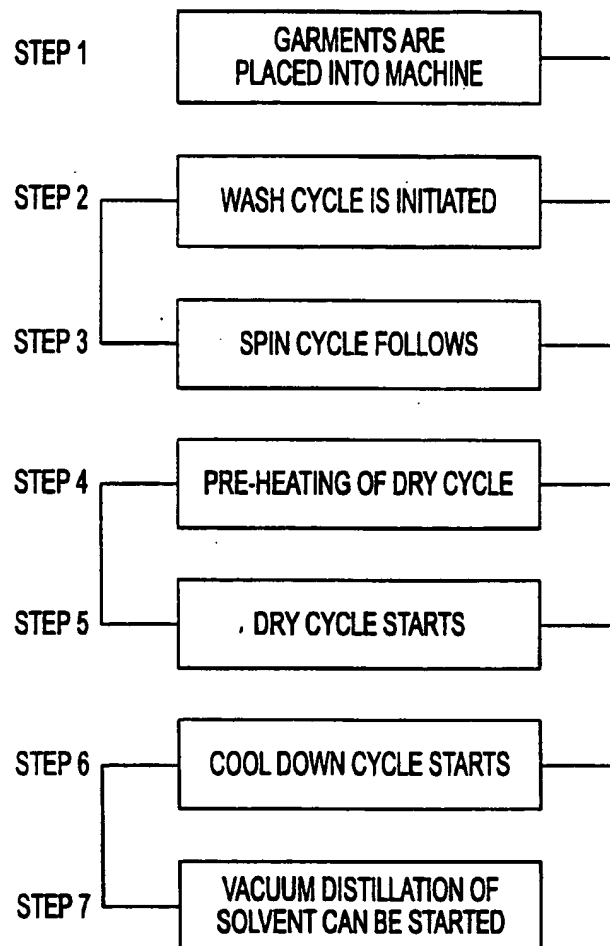 STEP 1
GARMENTS ARE
PLACED INTO MACHINE
STEP 2
WASH CYCLE IS INITIATED
STEP 3
SPIN CYCLE FOLLOWS
STEP 4
PRE-HEATING OF DRY CYCLE
STEP 5
DRY CYCLE STARTS
STEP 6
COOL DOWN CYCLE STARTS
STEP 7
VACUUM DISTILLATION OF
SOLVENT CAN BE STARTED